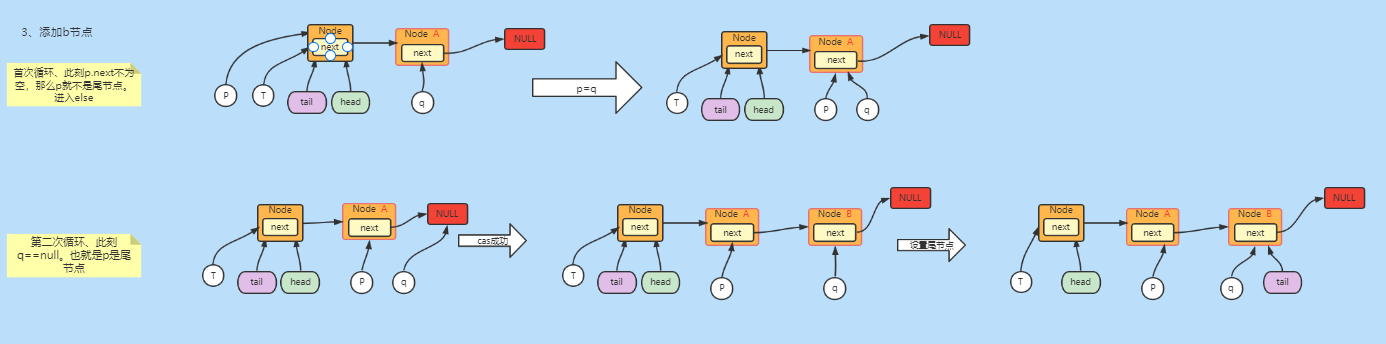 3、添加b节点
首次循环、此刻p.next不为
空，那么p就不是尾节点。
进入else
Node
next
Node A
next
NULL
P
T
tail
head
q
p=q
Node
next
Node A
next
NULL
T
tail
head
P
q
第二次循环、此刻
q==null。也就是p是尾
节点
Node
next
Node A
next
NULL
T
tail
head
P
q
cas成功
Node
next
Node A
next
Node B
next
NULL
T
tail
head
P
q
设置尾节点
Node
next
Node A
next
Node B
next
NULL
T
head
P
q
tail